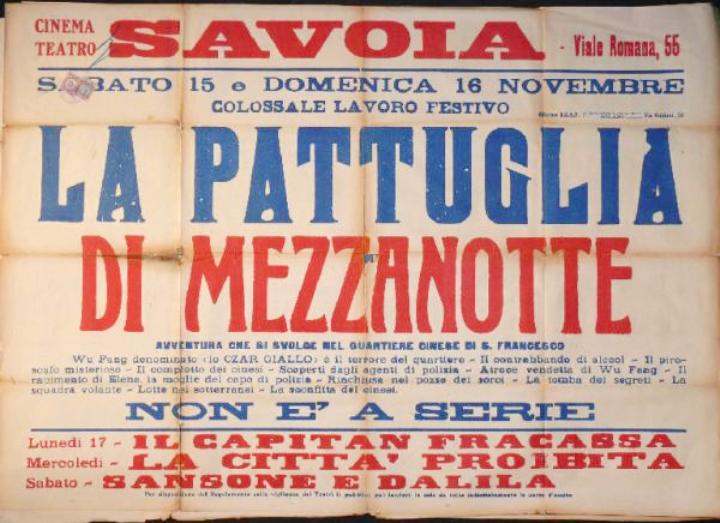 CINEMA TEATRO SAVOIA - Viale Romana, 55
SABATO 15 e DOMENICA 16 NOVEMBRE
COLOSSALE LAVORO FESTIVO
LA PATTUGLIA
DI MEZZANOTTE
AVVENTURA CHE SI SVOLGE NEL QUARTIERE CINESE DI S. FRANCESCO
Wu Fang denominato (lo CZAR GIALLO) è il terrore del quartiere - Il contrabbando di alcool - Il piro-
scafo misterioso - Il complotto dei cinesi - Scoperti dagli agenti di polizia - Atroce vendetta di Wu Fang - Il
rapimento di Elena, la moglie del capo di polizia - Rinchiusa nel pozzo dei sorci - La tomba dei segreti - La
squadra volante - Lotte nei sotterranei - La sconfitta dei cinesi.
NON E' A SERIE
Lunedi 17 - IL CAPITAN FRACASSA
Mercoledi - LA CITTA' PROIBITA
Sabato - SANSONE E DALILA